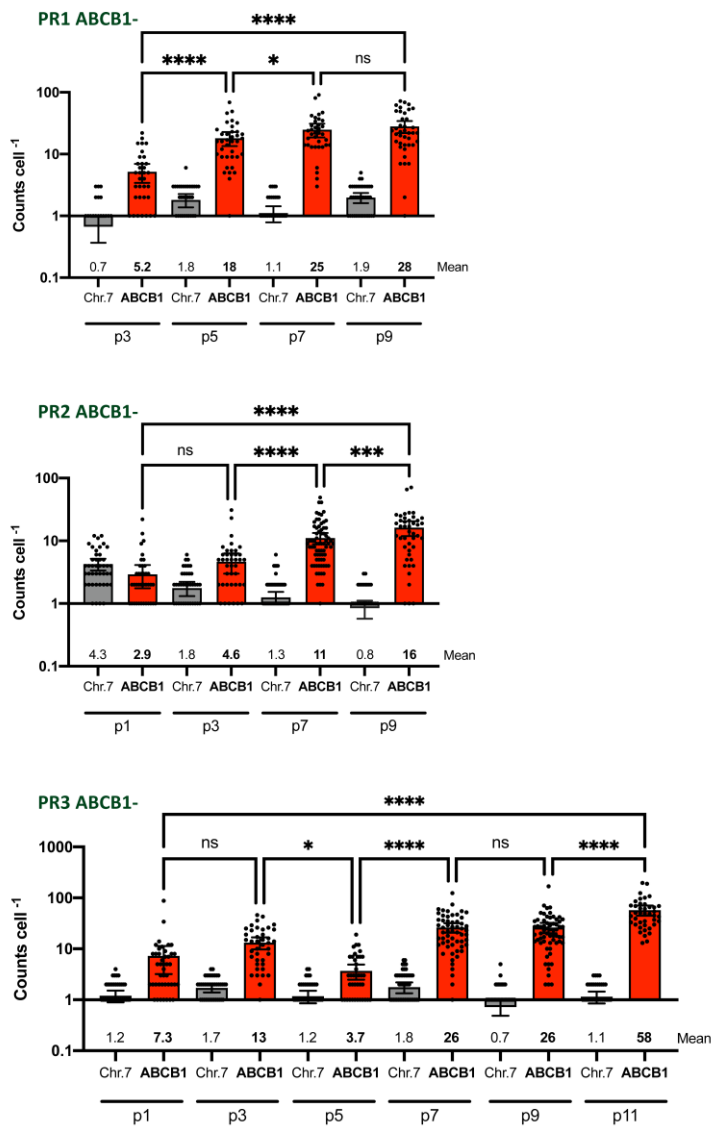 PR1 ABCB1-
****
**** * ns
100
10
1
0.1
Counts cell -1
0.7 5.2 1.8 18 1.1 25 1.9 28 Mean
Chr.7 ABCB1 Chr.7 ABCB1 Chr.7 ABCB1 Chr.7 ABCB1
p3 p5 p7 p9
PR2 ABCB1-
****
ns **** ***
100
10
1
0.1
Counts cell -1
4.3 2.9 1.8 4.6 1.3 11 0.8 16 Mean
Chr.7 ABCB1 Chr.7 ABCB1 Chr.7 ABCB1 Chr.7 ABCB1
p1 p3 p7 p9
PR3 ABCB1-
****
ns * **** ns ****
1000
100
10
1
0.1
Counts cell -1
1.2 7.3 1.7 13 1.2 3.7 1.8 26 0.7 26 1.1 58 Mean
Chr.7 ABCB1 Chr.7 ABCB1 Chr.7 ABCB1 Chr.7 ABCB1 Chr.7 ABCB1 Chr.7 ABCB1
p1 p3 p5 p7 p9 p11